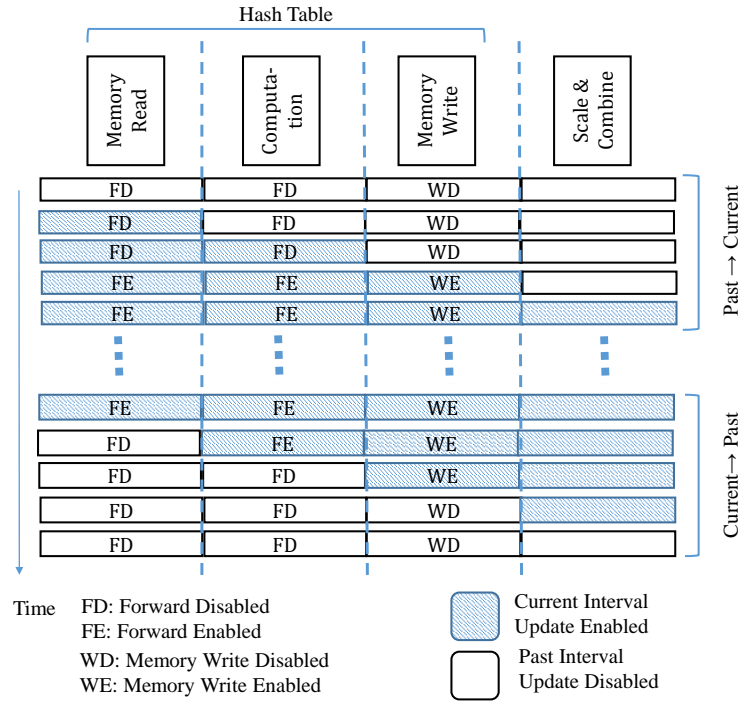 Hash Table
Memory
Read
Computa-
tion
Memory
Write
Scale &
Combine
FD FD WD
FD FD WD
FD FD WD
FE FE WE
FE FE WE
Past → Current
FE FE WE
FD FE WE
FD FD WE
FD FD WD
FD FD WD
Current→ Past
Time
FD: Forward Disabled
FE: Forward Enabled
WD: Memory Write Disabled
WE: Memory Write Enabled
Current Interval
Update Enabled
Past Interval
Update Disabled